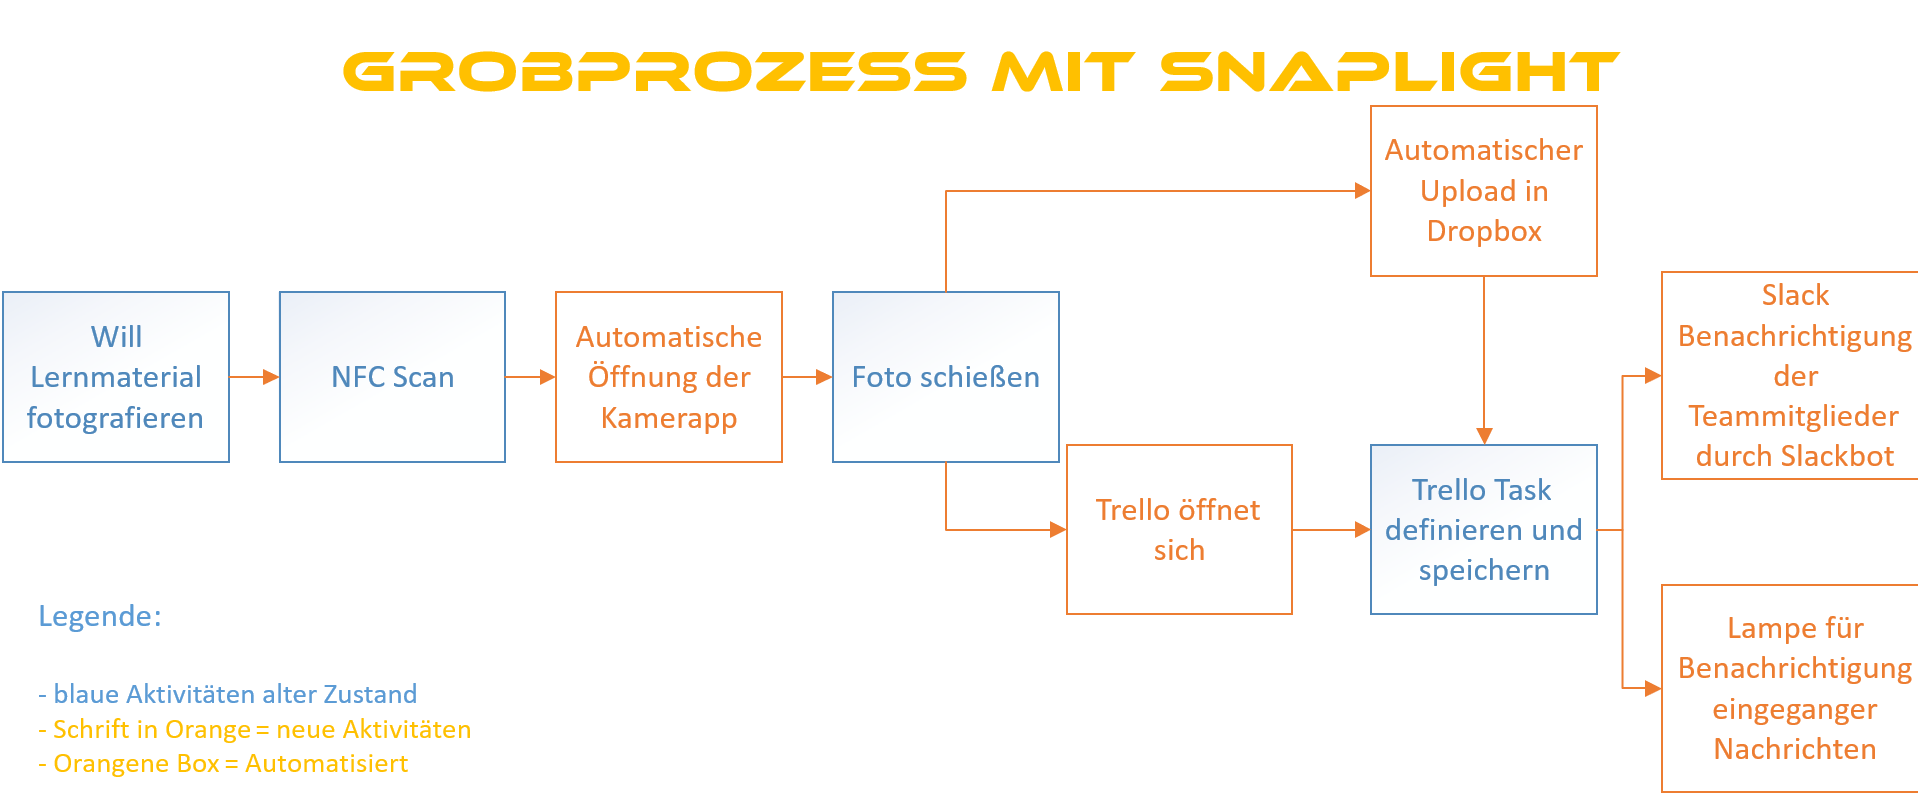 GROBPROZESS MIT SNAPLIGHT
Will
Lernmaterial
fotografieren
NFC Scan
Automatische
Öffnung der
Kamerapp
Foto schießen
Automatischer
Upload in
Dropbox
Trello öffnet
sich
Trello Task
definieren und
speichern
Slack
Benachrichtigung
der
Teammitglieder
durch Slackbot
Lampe für
Benachrichtigung
eingeganger
Nachrichten
Legende:
- blaue Aktivitäten alter Zustand
- Schrift in Orange = neue Aktivitäten
- Orangene Box = Automatisiert